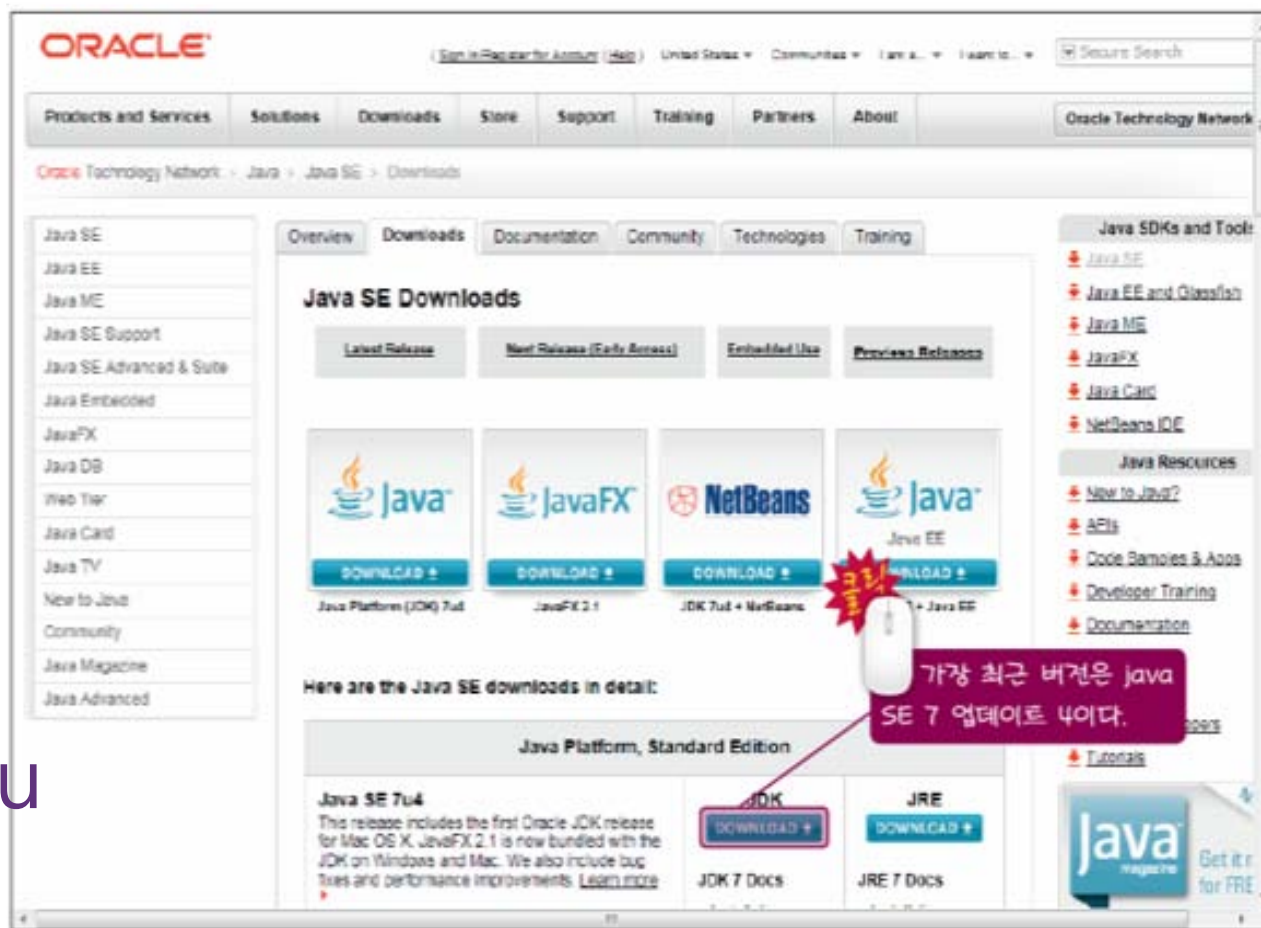 ORACLE
( Sign In/Register for Account ( Help ) United States Communities I am a... I want to... Secure Search
Products and Services Solutions Downloads Store Support Training Partners About Oracle Technology Network
Oracle Technology Network > Java > Java SE > Downloads
Java SE
Java EE
Java ME
Java SE Support
Java SE Advanced & Suite
Java Embedded
JavaFX
Java DB
Web Tier
Java Card
Java TV
New to Java
Community
Java Magazine
Java Advanced
Overview Downloads Documentation Community Technologies Training
Java SE Downloads
Latest Release Next Release (Early Access) Embedded Use Previous Releases
Java JavaFX NetBeans Java
Java EE
DOWNLOAD DOWNLOAD DOWNLOAD
Java Platform (JDK) 7u4 JavaFX 2.1 JDK 7u4 + NetBeans + Java EE
클릭
가장 최근 버전은 java
SE 7 업데이트 4이다.
Here are the Java SE downloads in detail:
Java Platform, Standard Edition
Java SE 7u4
This release includes the first Oracle JDK release
for Mac OS X. JavaFX 2.1 is now bundled with the
JDK on Windows and Mac. We also include bug
fixes and performance improvements. Learn more
JDK
DOWNLOAD
JDK 7 Docs
JRE
DOWNLOAD
JRE 7 Docs
Java SDKs and Tools
Java SE
Java EE and Glassfish
Java ME
JavaFX
Java Card
NetBeans IDE
Java Resources
New to Java?
APIs
Code Samples & Apps
Developer Training
Documentation
Tutorials
Java
magazine
Get it
for FRE
u